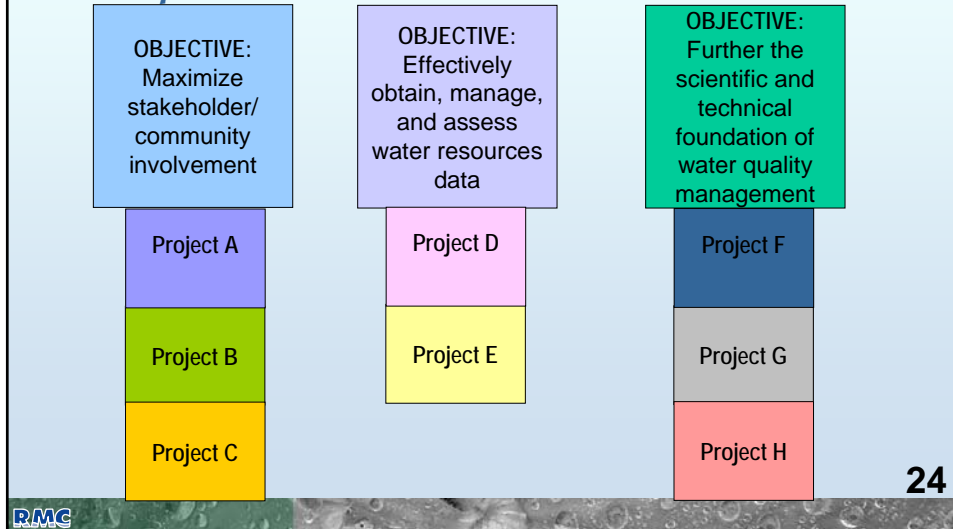 OBJECTIVE:
Maximize
stakeholder/
community
involvement
Project A
Project B
Project C
OBJECTIVE:
Effectively
obtain, manage,
and assess
water resources
data
Project D
Project E
OBJECTIVE:
Further the
scientific and
technical
foundation of
water quality
management
Project F
Project G
Project H
24
RMC